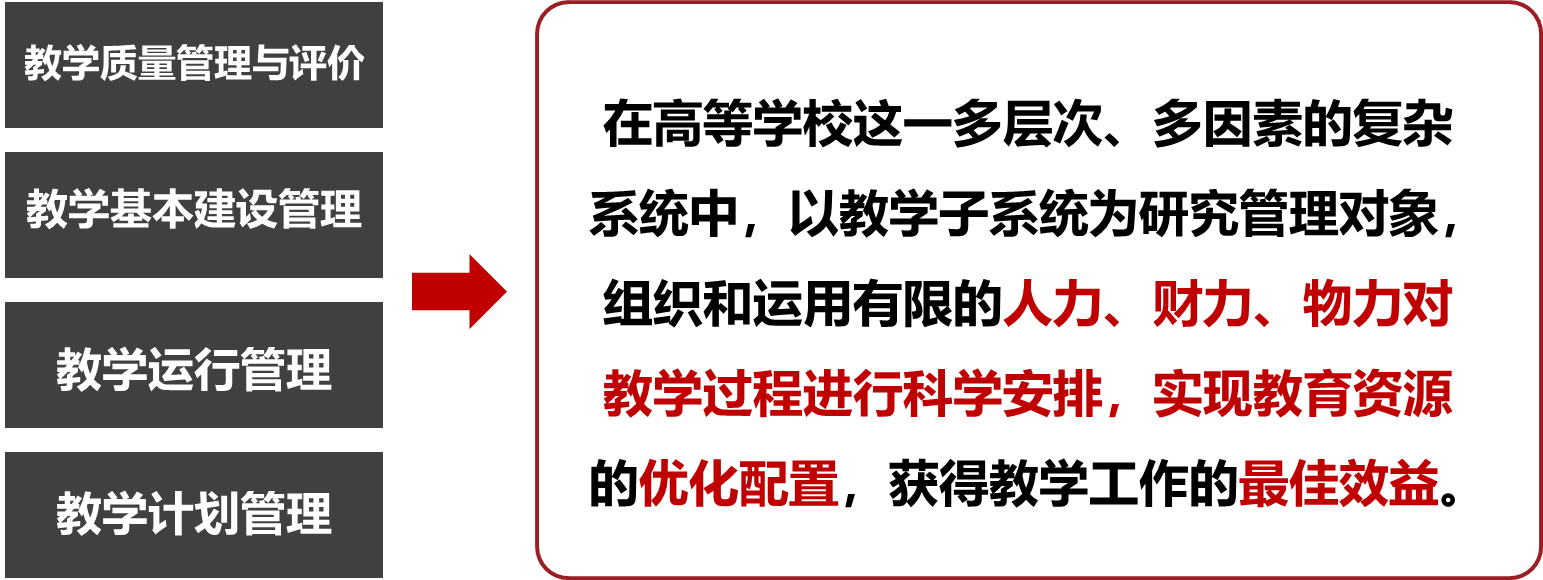 教学质量管理与评价
教学基本建设管理
教学运行管理
教学计划管理
在高等学校这一多层次、多因素的复杂
系统中，以教学子系统为研究管理对象，
组织和运用有限的人力、财力、物力对
教学过程进行科学安排，实现教育资源
的优化配置，获得教学工作的最佳效益。